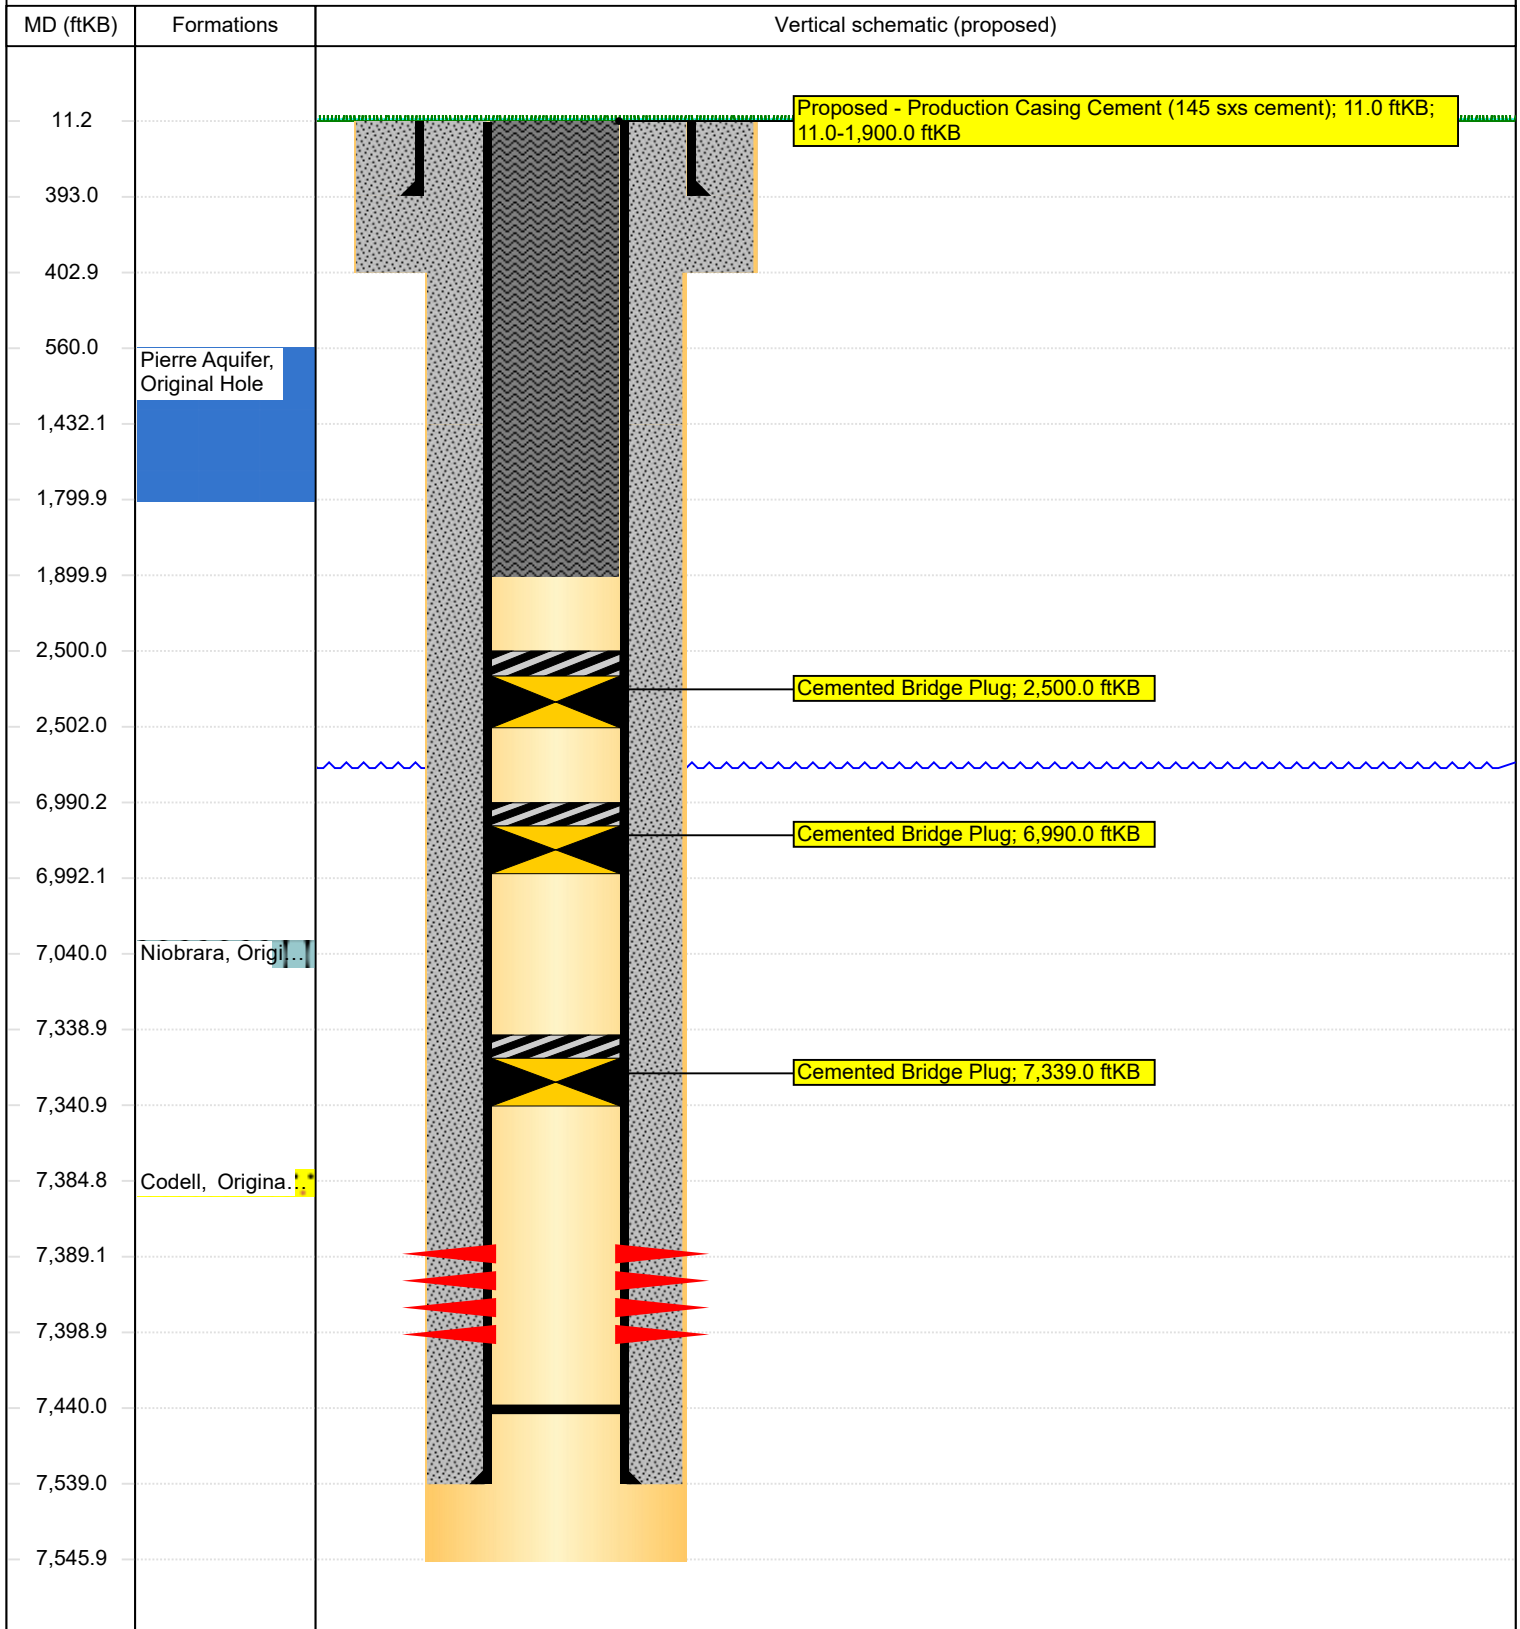 MD (ftKB)
Formations
Vertical schematic (proposed)
11.2
Proposed - Production Casing Cement (145 sxs cement); 11.0 ftKB;
11.0-1,900.0 ftKB
393.0
402.9
560.0
Pierre Aquifer,
Original Hole
1,432.1
1,799.9
1,899.9
2,500.0
Cemented Bridge Plug; 2,500.0 ftKB
2,502.0
6,990.2
Cemented Bridge Plug; 6,990.0 ftKB
6,992.1
7,040.0
Niobrara, Origi…
7,338.9
Cemented Bridge Plug; 7,339.0 ftKB
7,340.9
7,384.8
Codell, Origina…
7,389.1
7,398.9
7,440.0
7,539.0
7,545.9